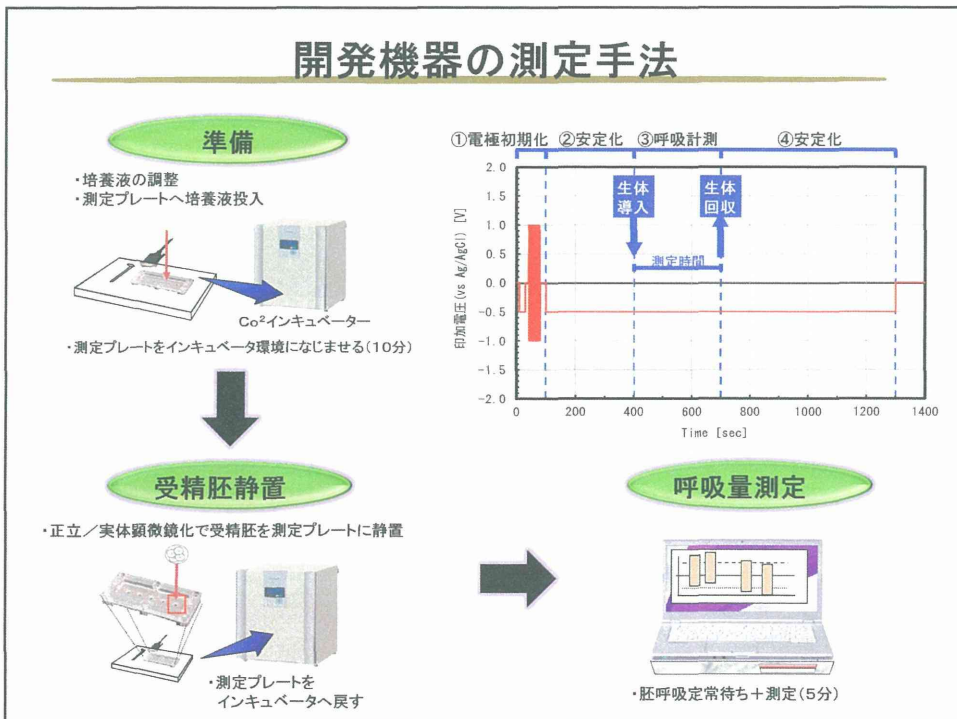 開発機器の測定手法
準備
・培養液の調整
・測定プレートへ培養液投入
Co²インキュベーター
・測定プレートをインキュベータ環境になじませる(10分)
①電極初期化 ②安定化 ③呼吸計測 ④安定化
生体
導入
生体
回収
測定時間
印加電圧(vs Ag/AgCl) [V]
2.0
1.5
1.0
0.5
0.0
-0.5
-1.0
-1.5
-2.0
0 200 400 600 800 1000 1200 1400
Time [sec]
受精胚静置
・正立／実体顕微鏡化で受精胚を測定プレートに静置
・測定プレートを
インキュベータへ戻す
呼吸量測定
・胚呼吸定常待ち＋測定(5分)